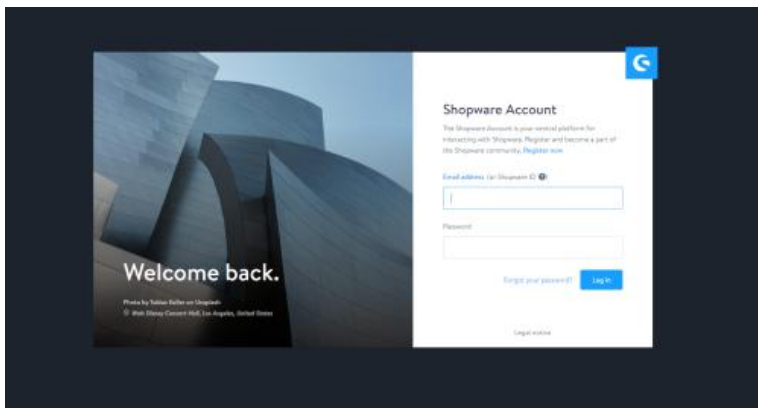 Welcome back.
Photo by Tobias Keller on Unsplash
Walt Disney Concert Hall, Los Angeles, United States
Shopware Account
The Shopware Account is your central platform for
interacting with Shopware. Register and become a part of
the Shopware community. Register now
Email address (or Shopware ID)
Password
Forgot your password?
Log in
Legal notice